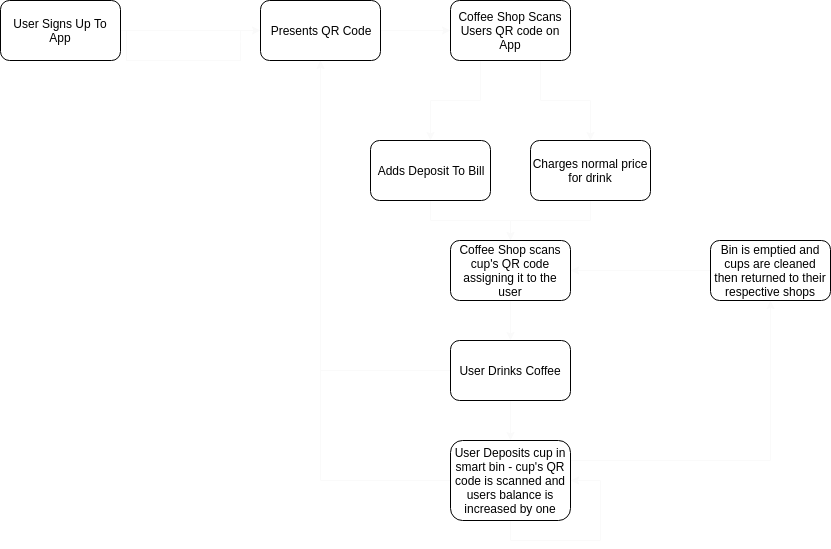 User Signs Up To
App
Presents QR Code
Coffee Shop Scans
Users QR code on
App
Adds Deposit To Bill
Charges normal price
for drink
Coffee Shop scans
cup's QR code
assigning it to the
user
Bin is emptied and
cups are cleaned
then returned to their
respective shops
User Drinks Coffee
User Deposits cup in
smart bin - cup's QR
code is scanned and
users balance is
increased by one